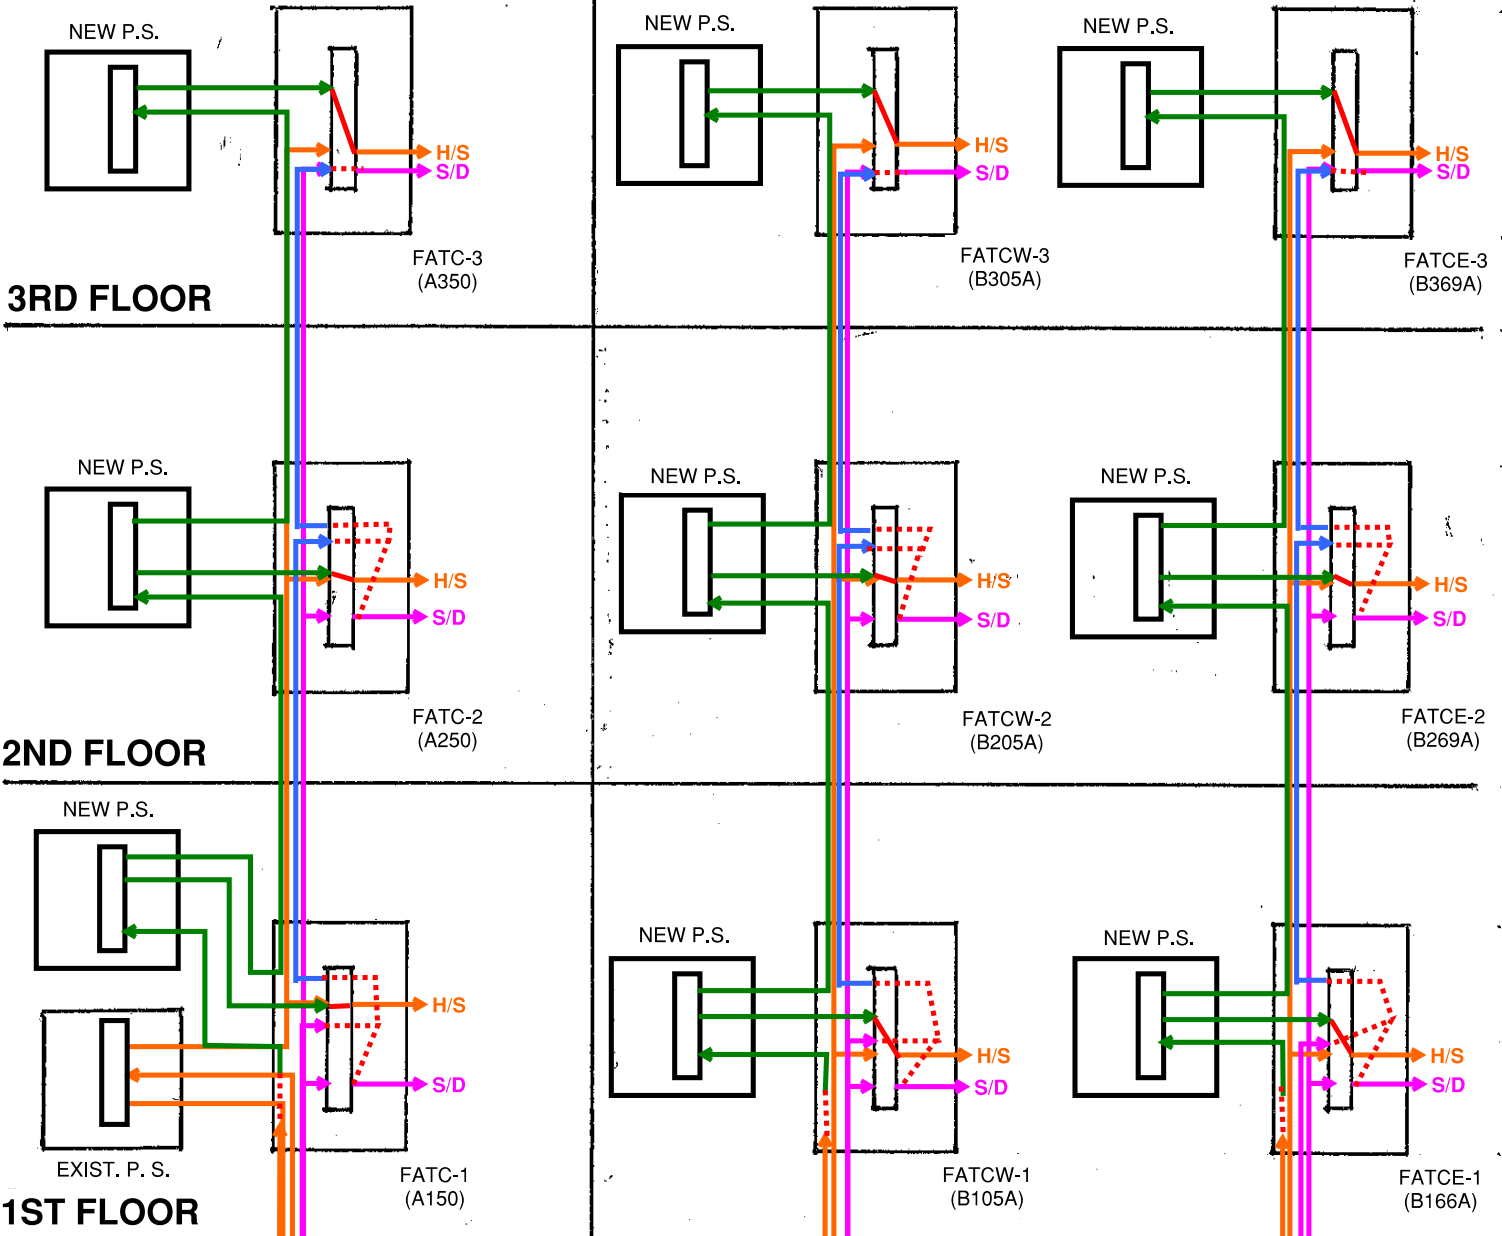 NEW P.S.
NEW P.S.
NEW P.S.
H/S
S/D
H/S
S/D
H/S
S/D
FATC-3
(A350)
FATCW-3
(B305A)
FATCE-3
(B369A)
3RD FLOOR
NEW P.S.
NEW P.S.
NEW P.S.
H/S
S/D
H/S
S/D
H/S
S/D
FATC-2
(A250)
FATCW-2
(B205A)
FATCE-2
(B269A)
2ND FLOOR
NEW P.S.
NEW P.S.
NEW P.S.
H/S
S/D
H/S
S/D
H/S
S/D
EXIST. P. S.
FATC-1
(A150)
FATCW-1
(B105A)
FATCE-1
(B166A)
1ST FLOOR